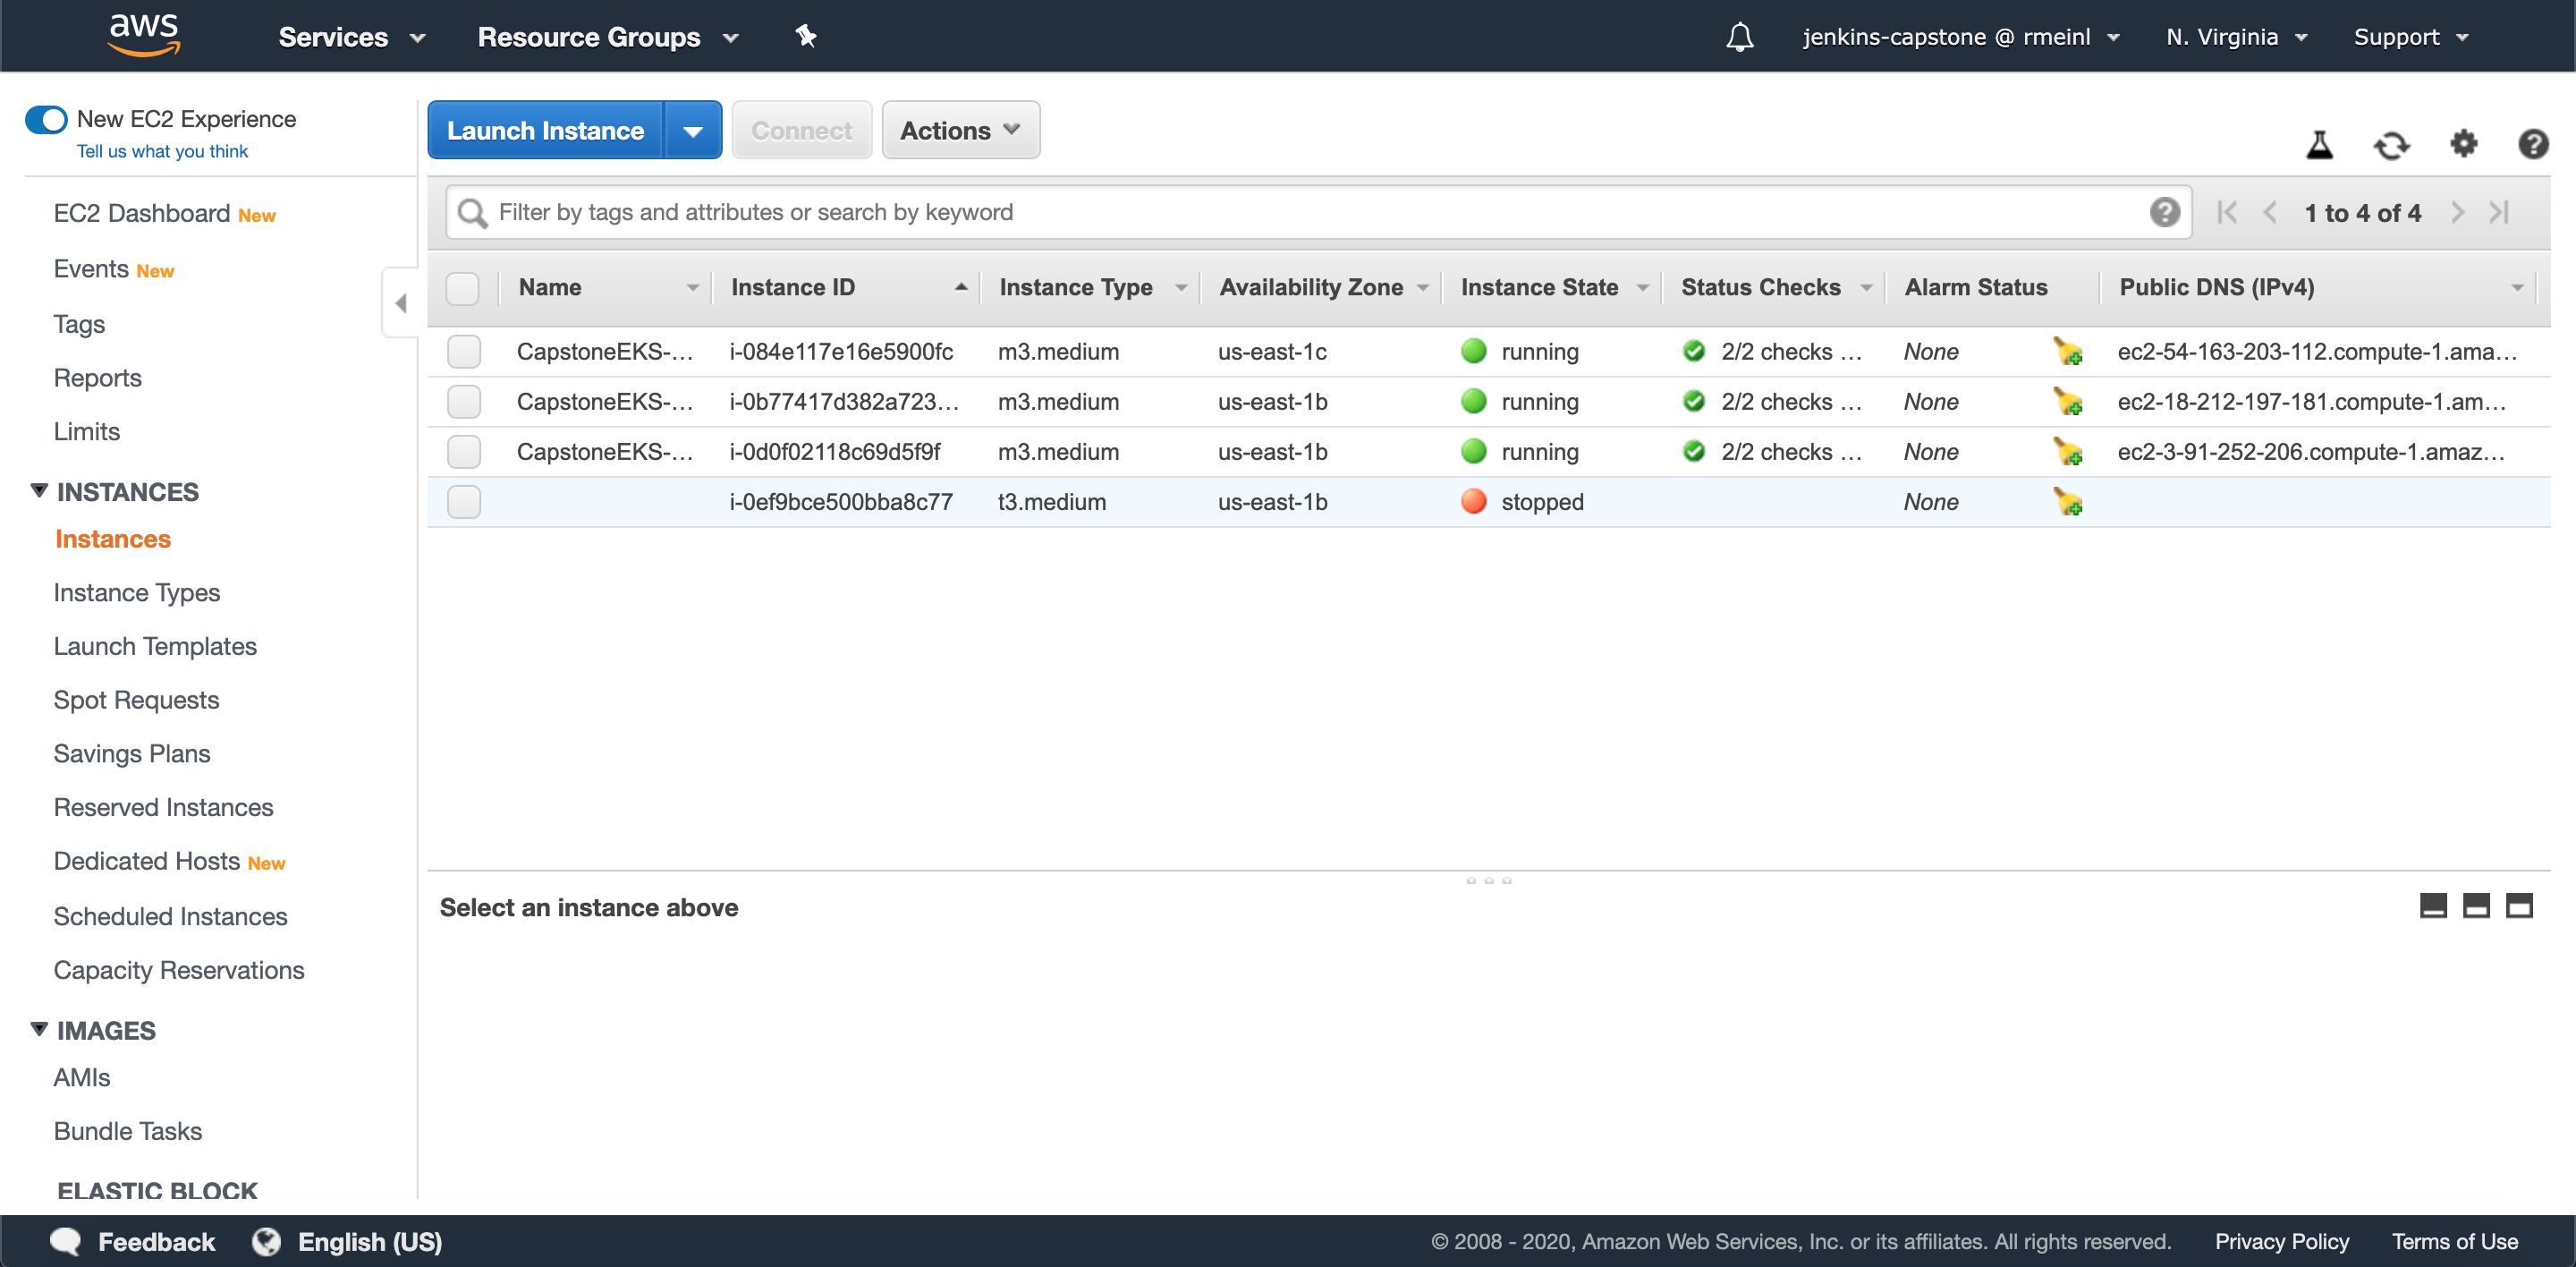 aws Services Resource Groups jenkins-capstone @ rmeinl N. Virginia Support
New EC2 Experience
Tell us what you think
EC2 Dashboard New
Events New
Tags
Reports
Limits
INSTANCES
Instances
Instance Types
Launch Templates
Spot Requests
Savings Plans
Reserved Instances
Dedicated Hosts New
Scheduled Instances
Capacity Reservations
IMAGES
AMIs
Bundle Tasks
ELASTIC BLOCK
Launch Instance Connect Actions
Filter by tags and attributes or search by keyword 1 to 4 of 4
Name Instance ID Instance Type Availability Zone Instance State Status Checks Alarm Status Public DNS (IPv4)
CapstoneEKS-... i-084e117e16e5900fc m3.medium us-east-1c running 2/2 checks ... None ec2-54-163-203-112.compute-1.ama...
CapstoneEKS-... i-0b77417d382a723... m3.medium us-east-1b running 2/2 checks ... None ec2-18-212-197-181.compute-1.am...
CapstoneEKS-... i-0d0f02118c69d5f9f m3.medium us-east-1b running 2/2 checks ... None ec2-3-91-252-206.compute-1.amaz...
i-0ef9bce500bba8c77 t3.medium us-east-1b stopped None
Select an instance above
Feedback English (US) © 2008 - 2020, Amazon Web Services, Inc. or its affiliates. All rights reserved. Privacy Policy Terms of Use